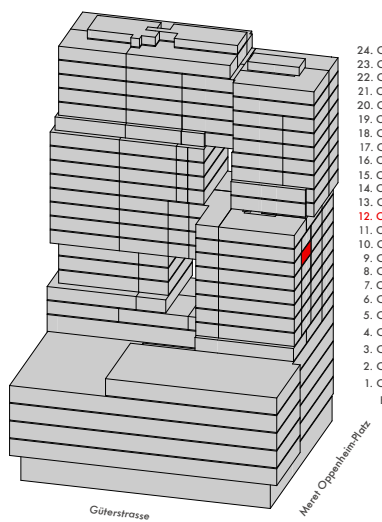 24. O
23. O
22. O
21. O
20. O
19. O
18. O
17. O
16. O
15. O
14. O
13. O
12. O
11. O
10. O
9. O
8. O
7. O
6. O
5. O
4. O
3. O
2. O
1. O
Meret Oppenheim-Platz
Güterstrasse